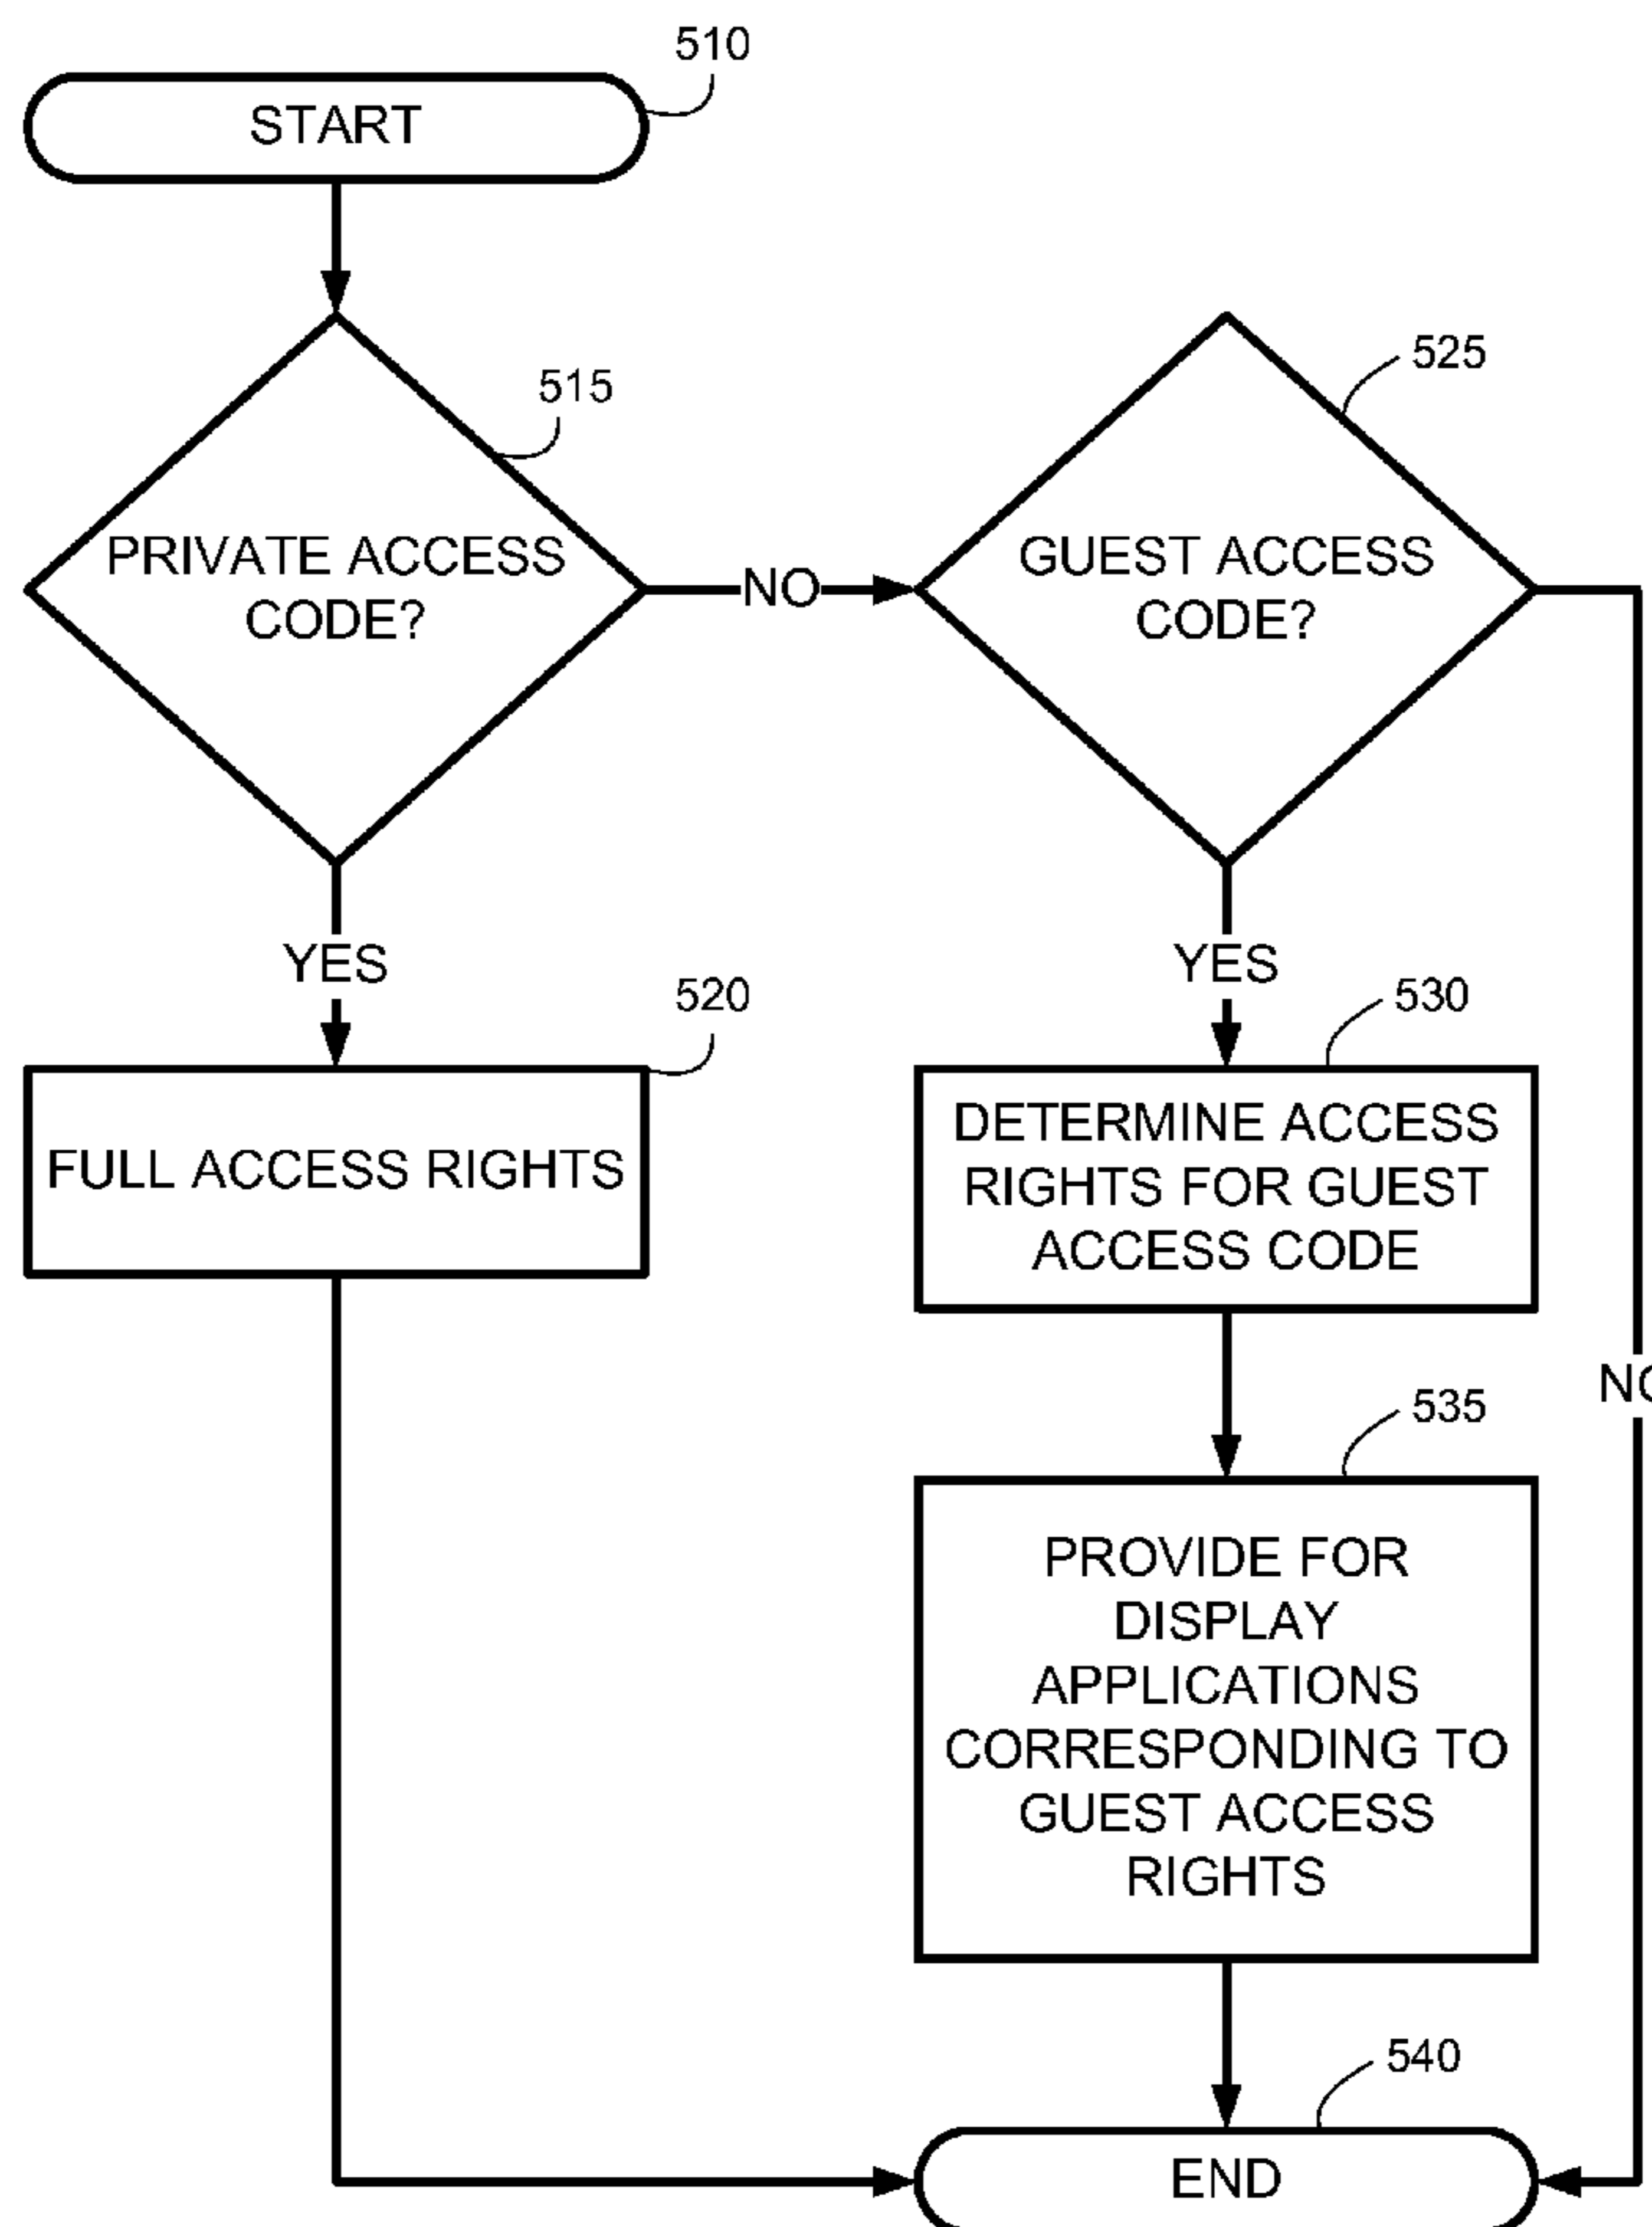 510
START
515
PRIVATE ACCESS
CODE?
NO
525
GUEST ACCESS
CODE?
YES
520
FULL ACCESS RIGHTS
YES
530
DETERMINE ACCESS
RIGHTS FOR GUEST
ACCESS CODE
NO
535
PROVIDE FOR
DISPLAY
APPLICATIONS
CORRESPONDING TO
GUEST ACCESS
RIGHTS
540
END